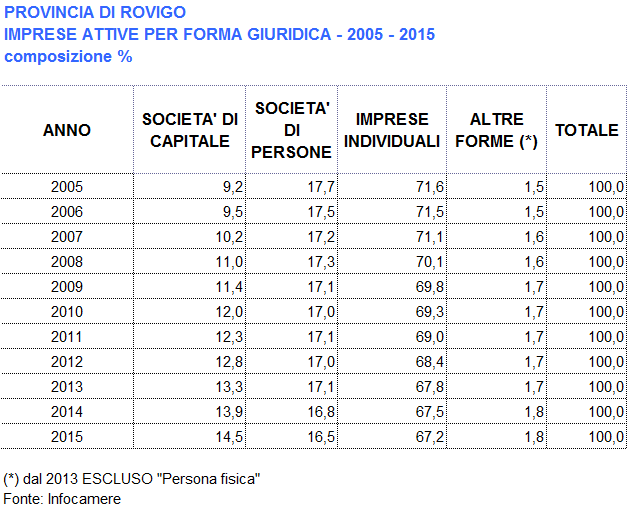 PROVINCIA DI ROVIGO
IMPRESE ATTIVE PER FORMA GIURIDICA - 2005 - 2015
composizione %
ANNO SOCIETA' DI CAPITALE SOCIETA' DI PERSONE IMPRESE INDIVIDUALI ALTRE FORME (*) TOTALE
2005 9,2 17,7 71,6 1,5 100,0
2006 9,5 17,5 71,5 1,5 100,0
2007 10,2 17,2 71,1 1,6 100,0
2008 11,0 17,3 70,1 1,6 100,0
2009 11,4 17,1 69,8 1,7 100,0
2010 12,0 17,0 69,3 1,7 100,0
2011 12,3 17,1 69,0 1,7 100,0
2012 12,8 17,0 68,4 1,7 100,0
2013 13,3 17,1 67,8 1,7 100,0
2014 13,9 16,8 67,5 1,8 100,0
2015 14,5 16,5 67,2 1,8 100,0
(*) dal 2013 ESCLUSO "Persona fisica"
Fonte: Infocamere